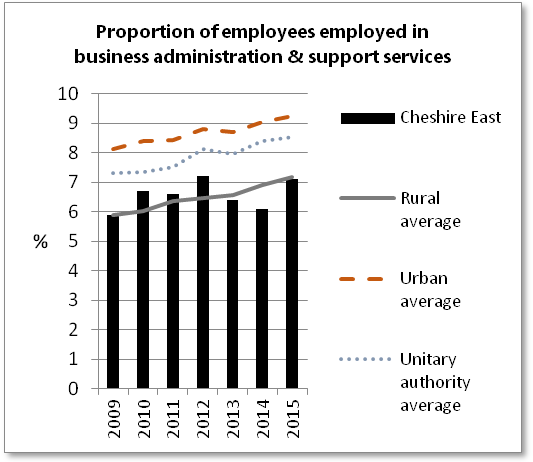 Proportion of employees employed in
business administration & support services
10
9
8
7
6
5
4
3
2
1
0
%
2009
2010
2011
2012
2013
2014
2015
Cheshire East
Rural
average
Urban
average
Unitary
authority
average